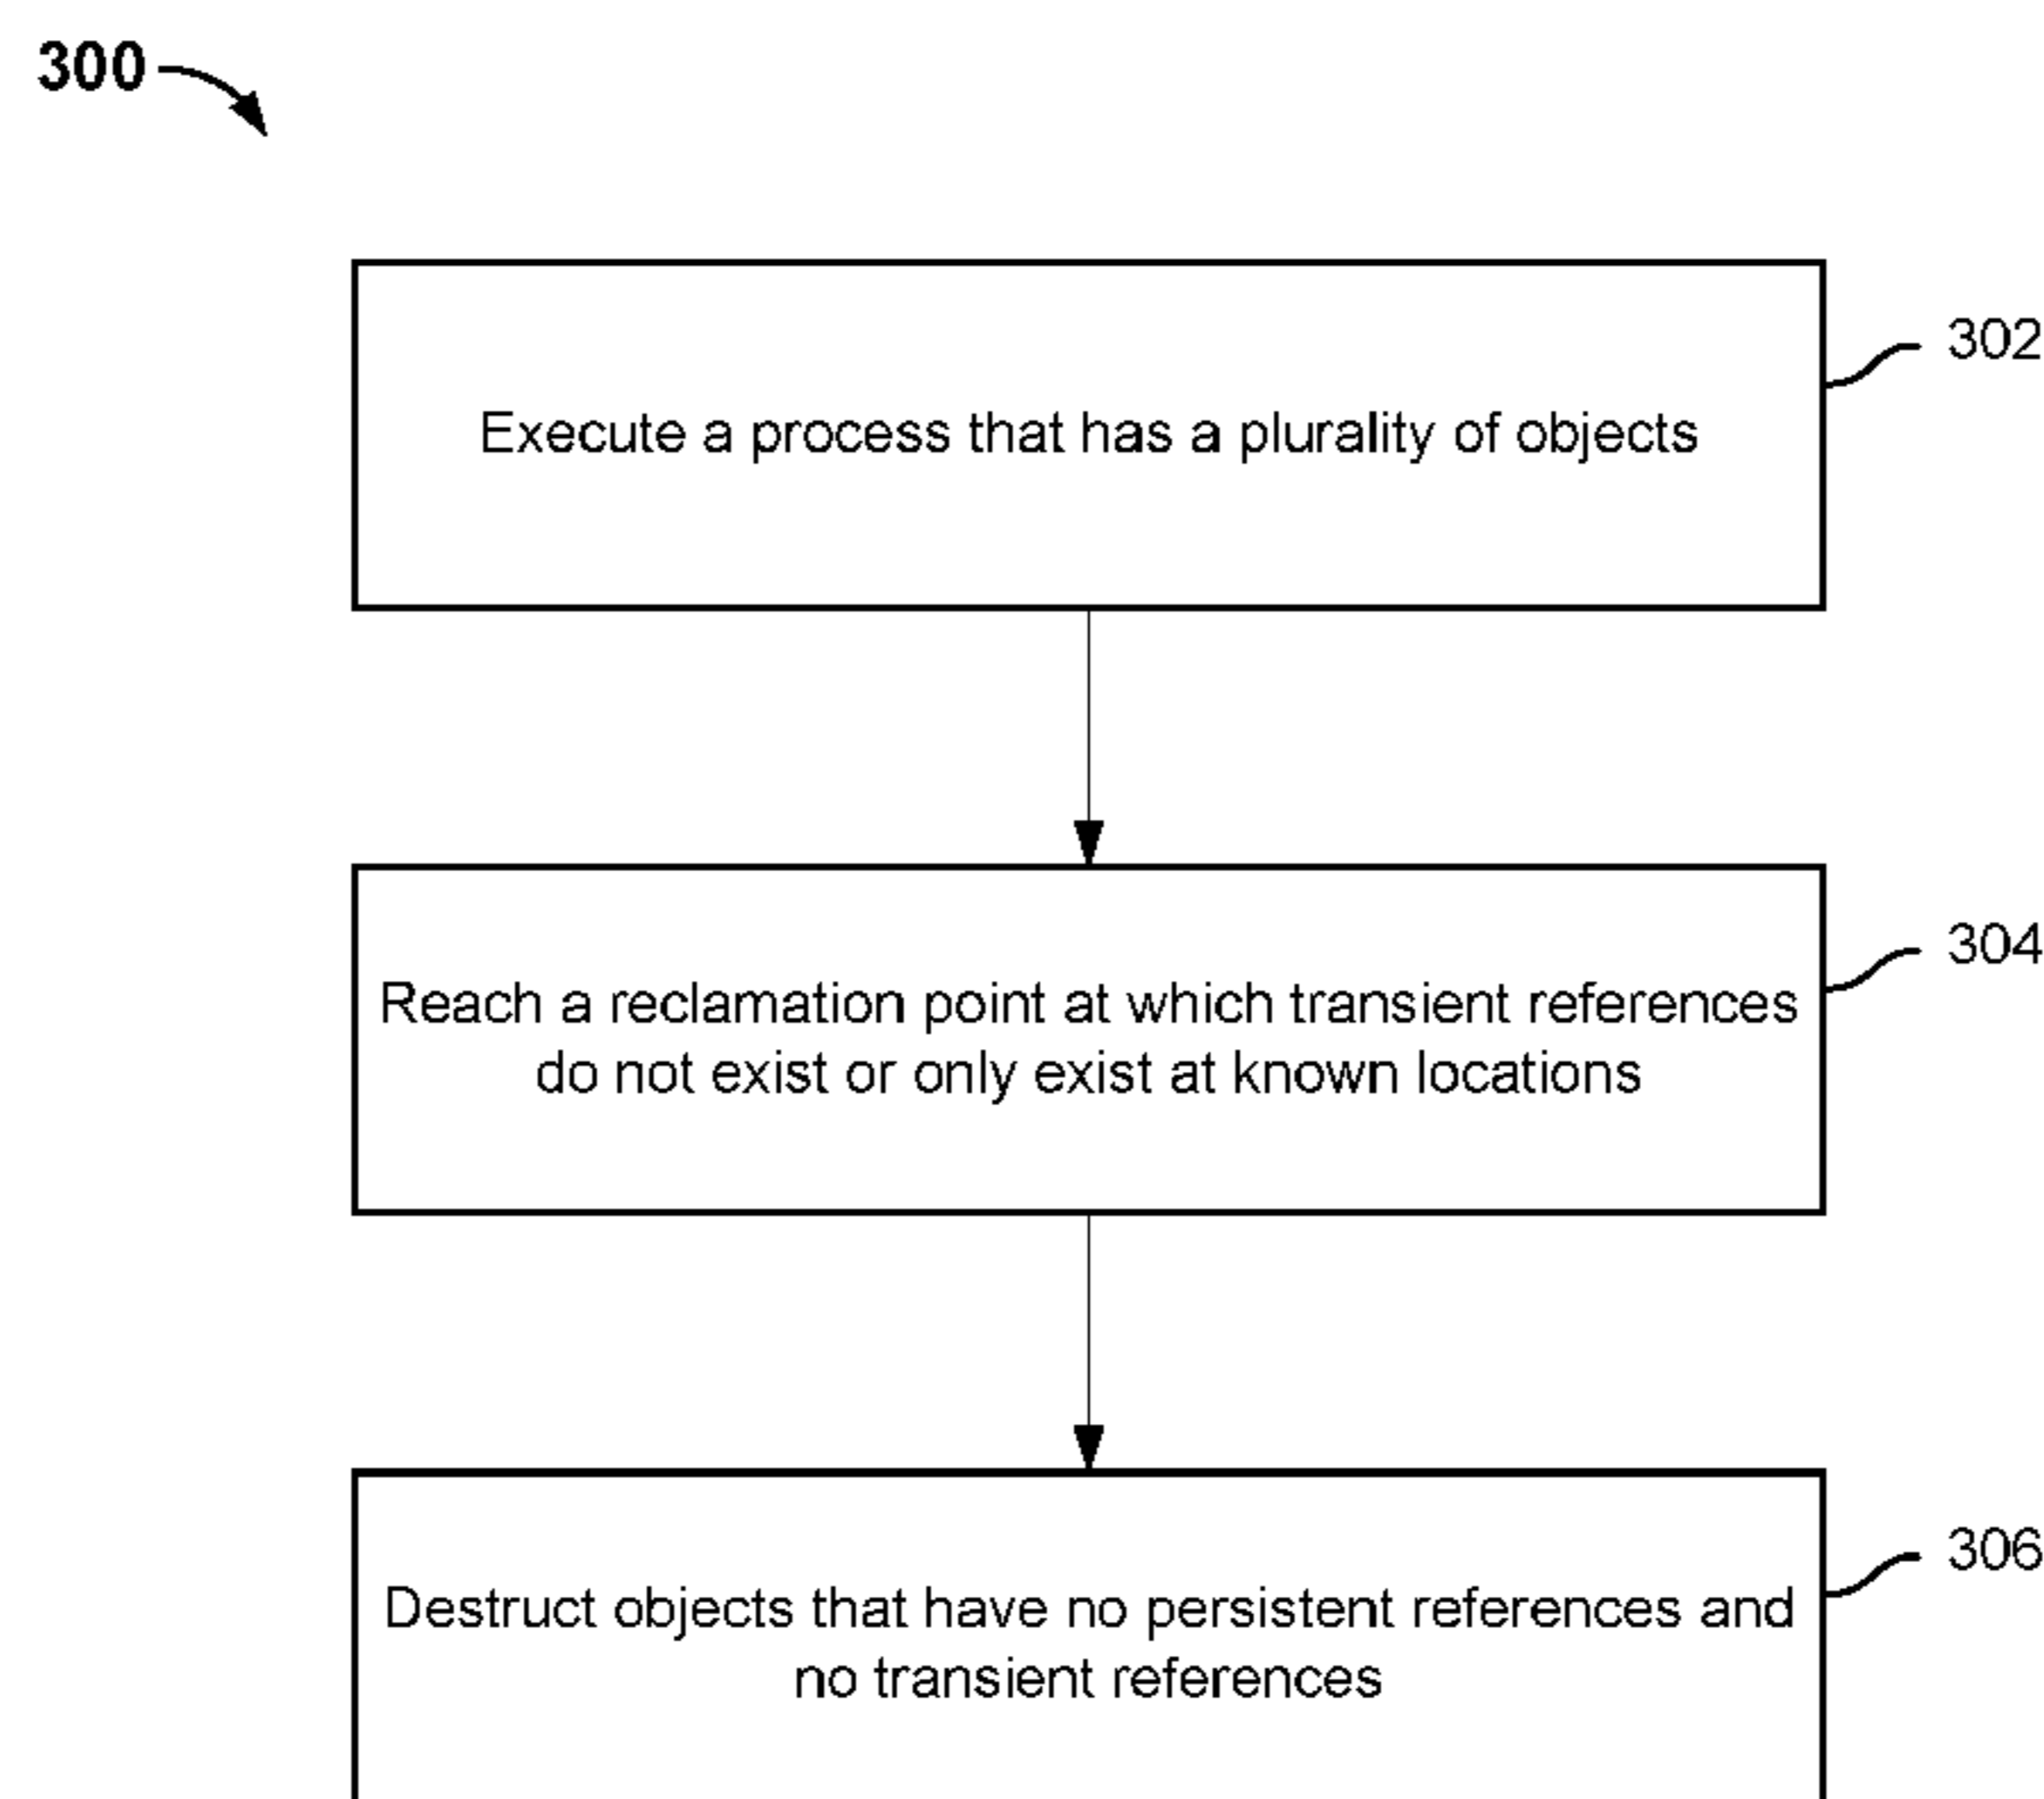 300
302
Execute a process that has a plurality of objects
304
Reach a reclamation point at which transient references
do not exist or only exist at known locations
306
Destruct objects that have no persistent references and
no transient references